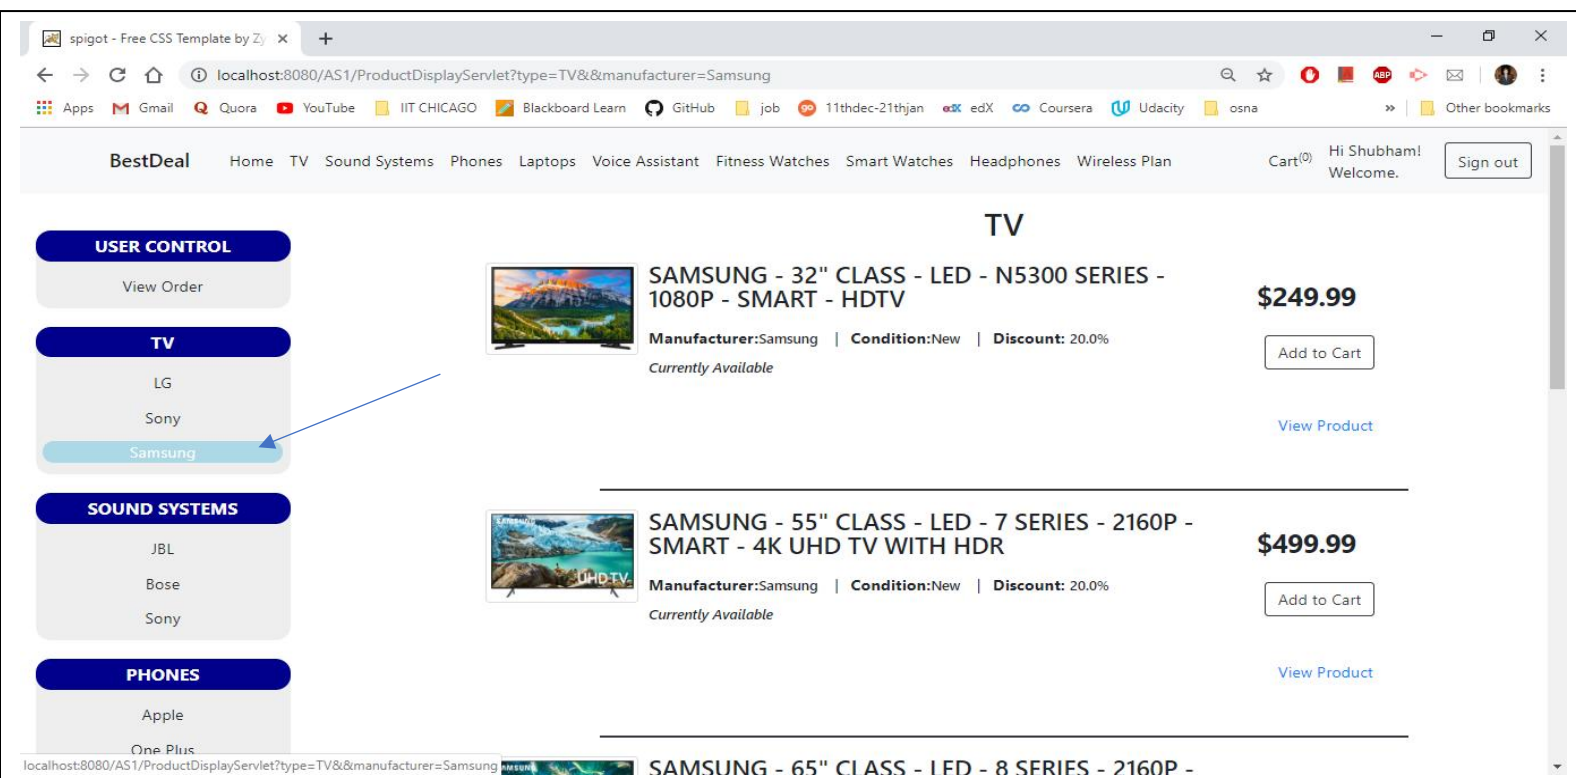 spigot - Free CSS Template by Zy
localhost:8080/AS1/ProductDisplayServlet?type=TV&&manufacturer=Samsung
ABP
Apps Gmail Quora YouTube IIT CHICAGO Blackboard Learn GitHub job 11thdec-21thjan edX Coursera Udacity osna » Other bookmarks
BestDeal Home TV Sound Systems Phones Laptops Voice Assistant Fitness Watches Smart Watches Headphones Wireless Plan Cart(0) Hi Shubham! Welcome. Sign out
USER CONTROL
View Order
TV
LG
Sony
Samsung
SOUND SYSTEMS
JBL
Bose
Sony
PHONES
Apple
One Plus
TV
SAMSUNG - 32" CLASS - LED - N5300 SERIES -
1080P - SMART - HDTV
Manufacturer:Samsung | Condition:New | Discount: 20.0%
Currently Available
$249.99
Add to Cart
View Product
SAMSUNG
UHD TV
SAMSUNG - 55" CLASS - LED - 7 SERIES - 2160P -
SMART - 4K UHD TV WITH HDR
Manufacturer:Samsung | Condition:New | Discount: 20.0%
Currently Available
$499.99
Add to Cart
View Product
SAMSUNG
SAMSUNG - 65" CLASS - LED - 8 SERIES - 2160P -
localhost:8080/AS1/ProductDisplayServlet?type=TV&&manufacturer=Samsung